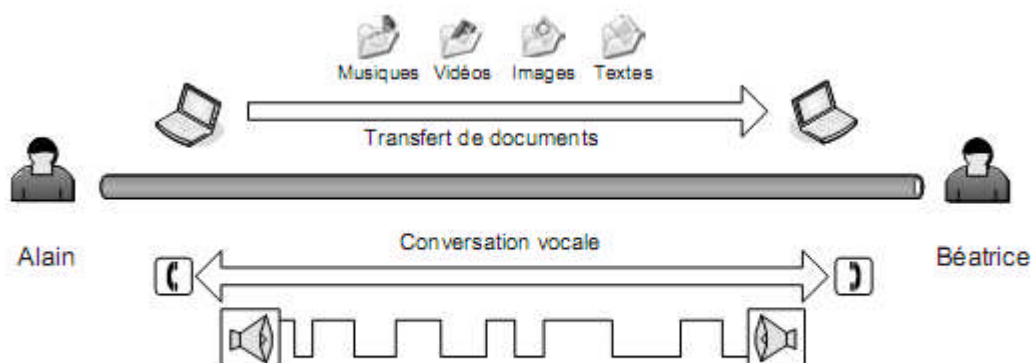 Musiques Vidéos Images Textes
Transfert de documents
Alain
Conversation vocale
Béatrice